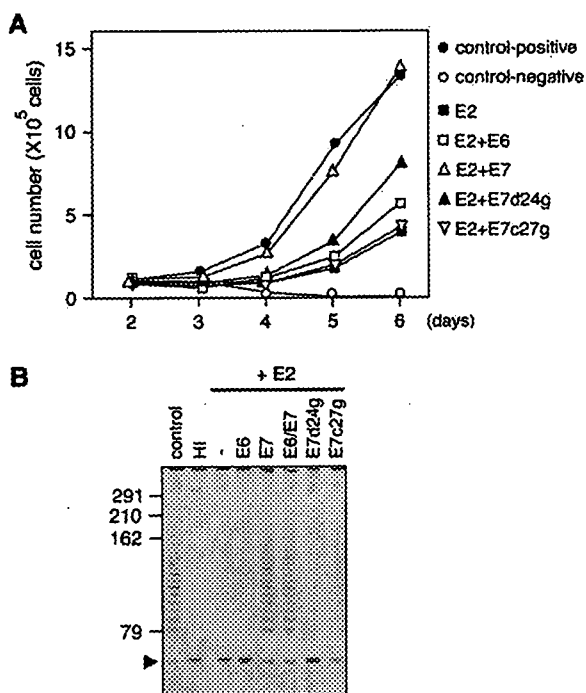 A
cell number (X10⁵ cells)
15
10
5
0
2 3 4 5 6 (days)
control-positive
control-negative
E2
E2+E6
E2+E7
E2+E7d24g
E2+E7c27g
B
+ E2
control
HI
-
E6
E7
E6/E7
E7d24g
E7c27g
291
210
162
79